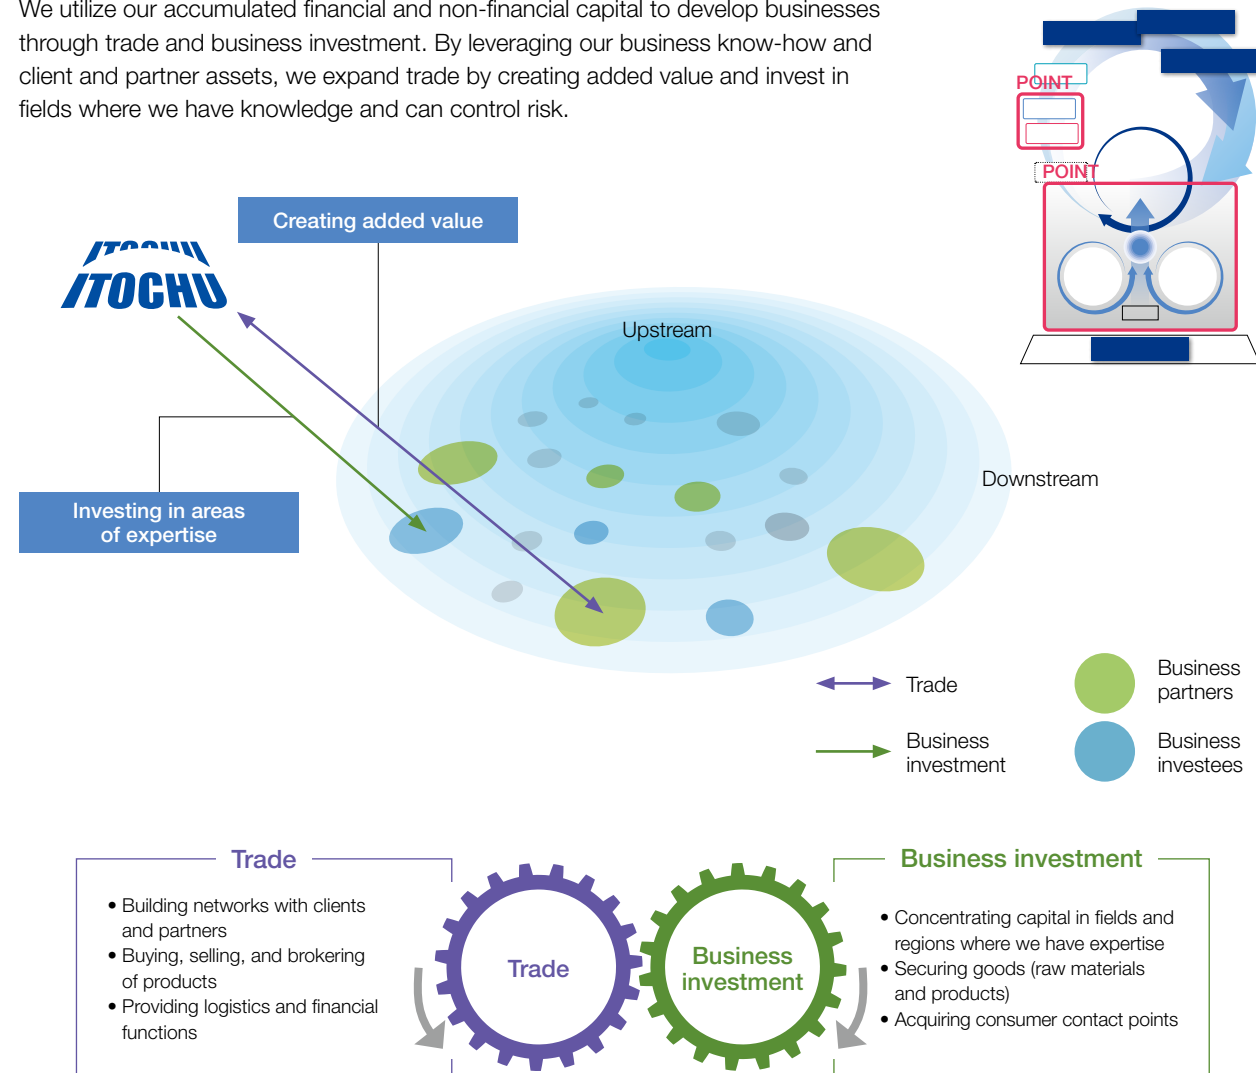 We utilize our accumulated financial and non-financial capital to develop businesses
through trade and business investment. By leveraging our business know-how and
client and partner assets, we expand trade by creating added value and invest in
fields where we have knowledge and can control risk.
POINT
POINT
Creating added value
ITOCHU
ITOCHU
Upstream
Downstream
Investing in areas
of expertise
Trade
Business
partners
Business
investment
Business
investees
Trade
• Building networks with clients
and partners
• Buying, selling, and brokering
of products
• Providing logistics and financial
functions
Trade
Business
investment
Business investment
• Concentrating capital in fields and
regions where we have expertise
• Securing goods (raw materials
and products)
• Acquiring consumer contact points